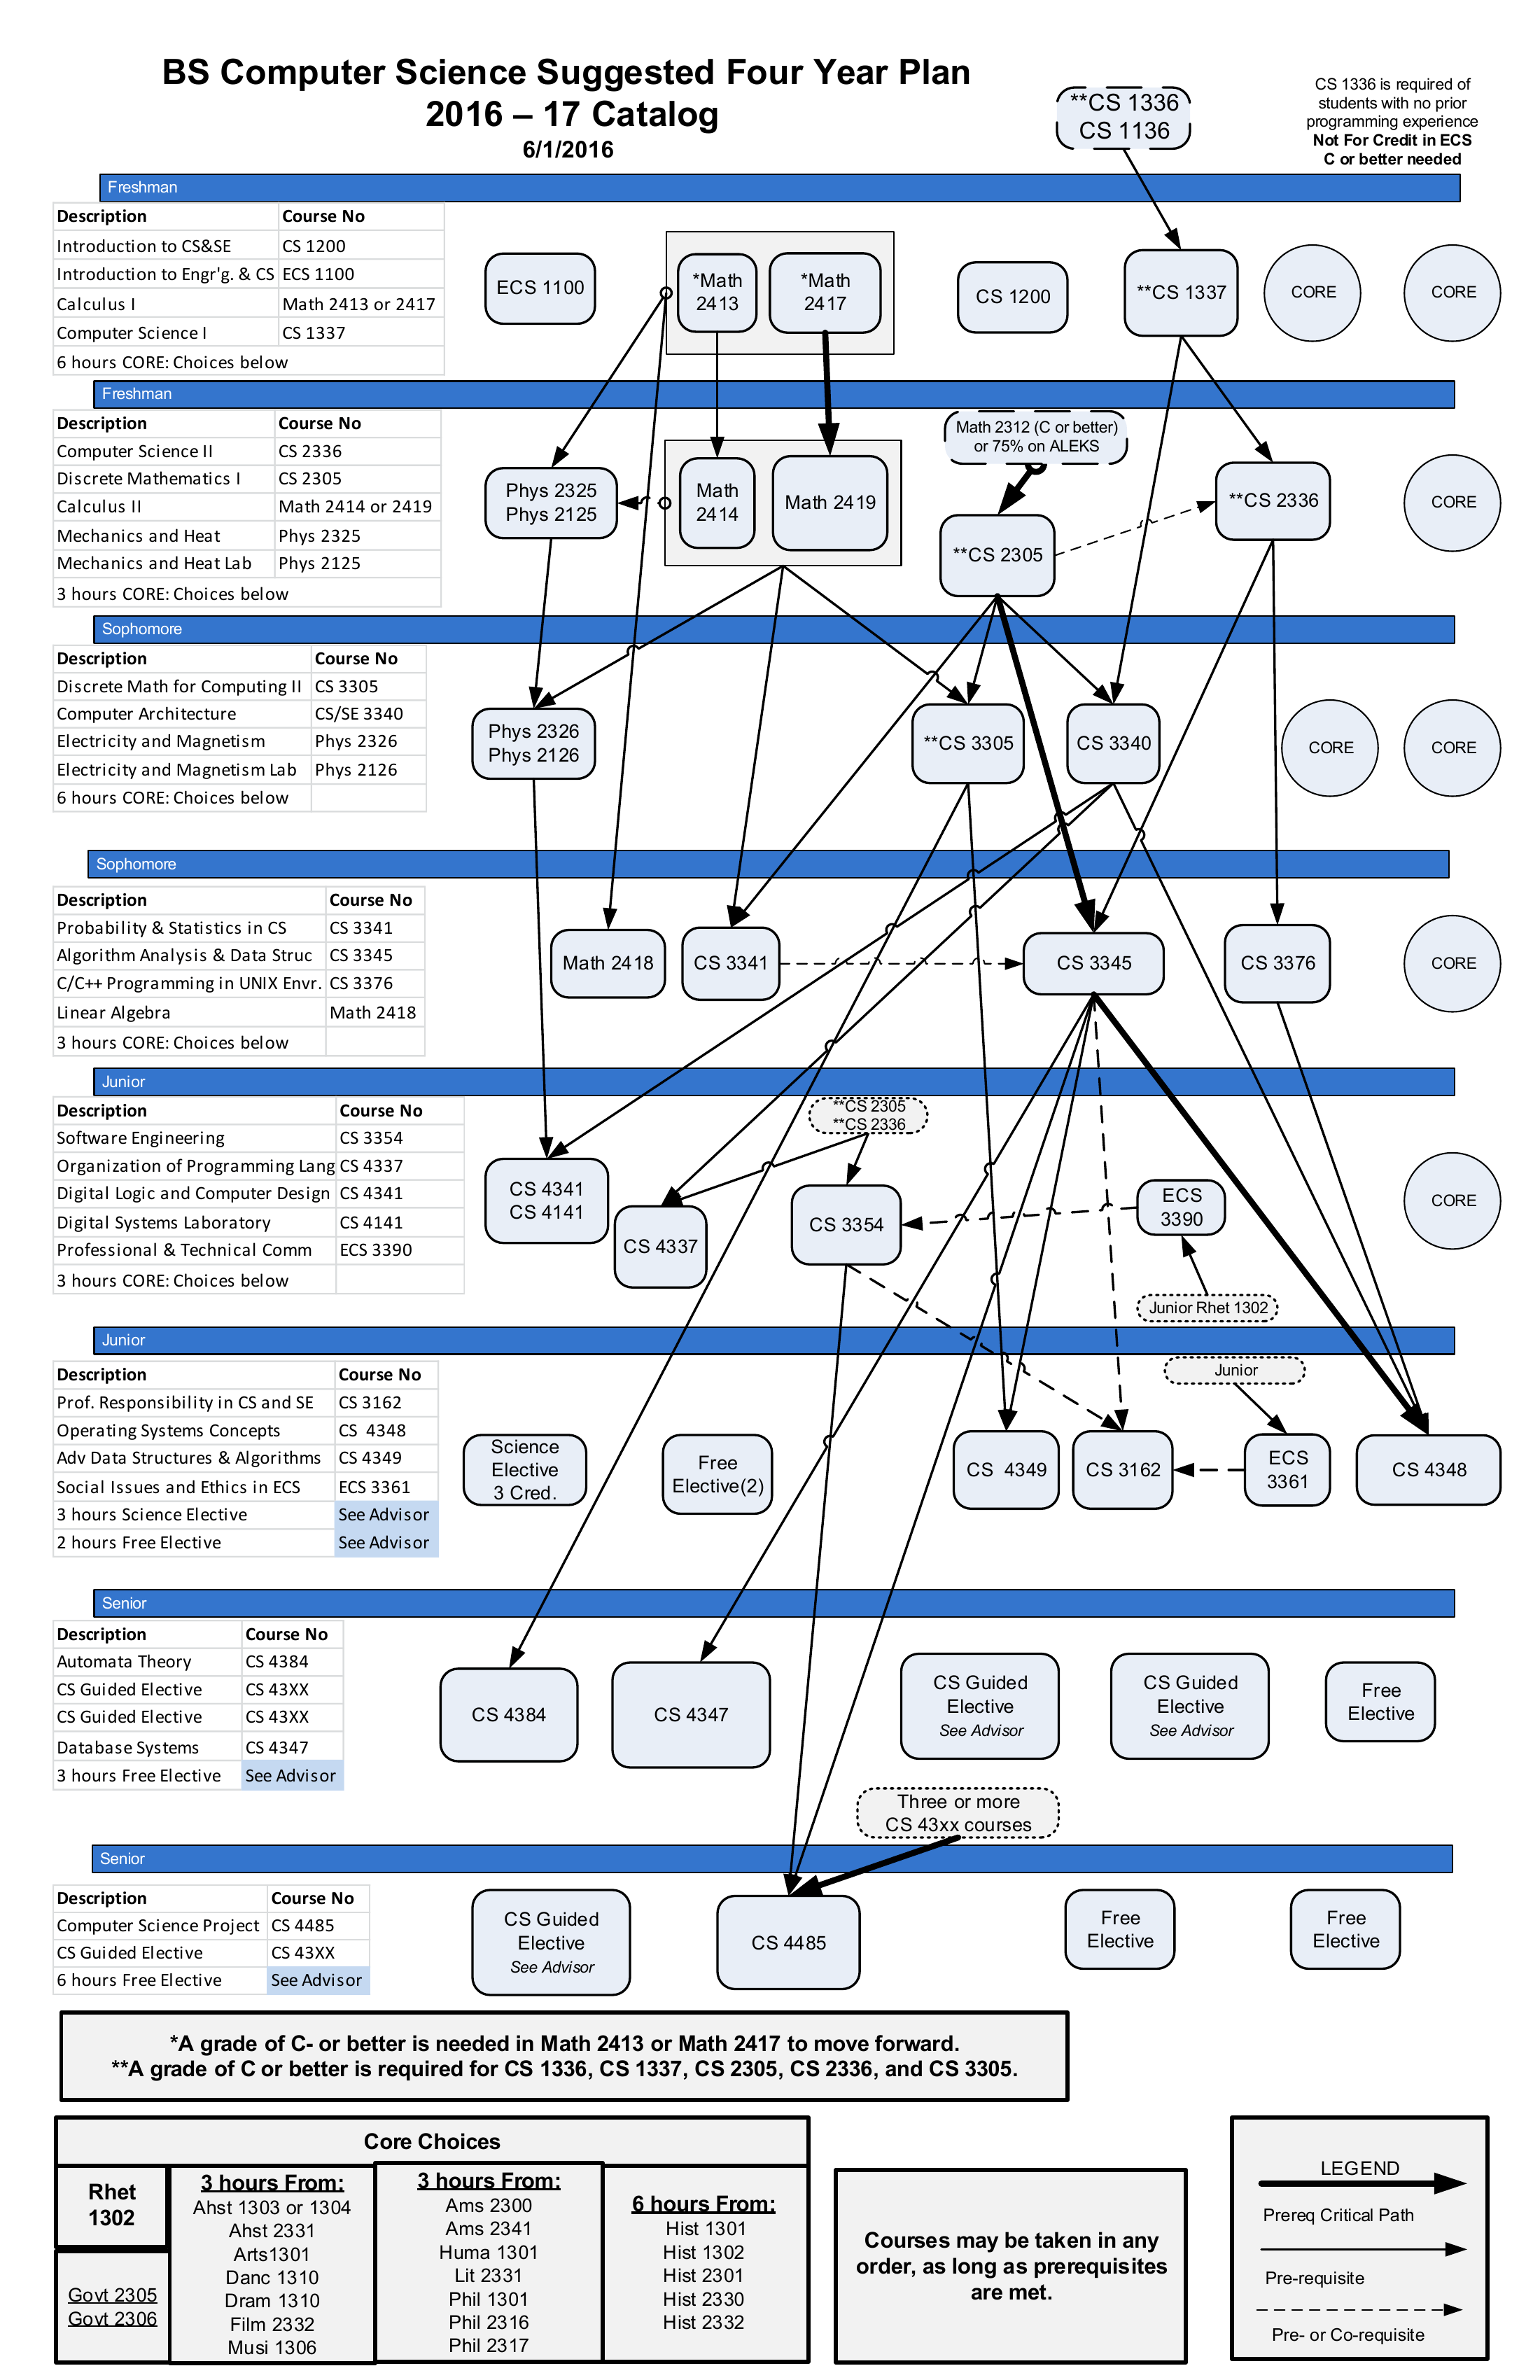 BS Computer Science Suggested Four Year Plan
2016 – 17 Catalog
6/1/2016
**CS 1336
CS 1136
CS 1336 is required of
students with no prior
programming experience
Not For Credit in ECS
C or better needed
Freshman
Description Course No
Introduction to CS&SE CS 1200
Introduction to Engr'g. & CS ECS 1100
Calculus I Math 2413 or 2417
Computer Science I CS 1337
6 hours CORE: Choices below
ECS 1100
*Math
2413
*Math
2417
CS 1200
**CS 1337
CORE
CORE
Freshman
Description Course No
Computer Science II CS 2336
Discrete Mathematics I CS 2305
Calculus II Math 2414 or 2419
Mechanics and Heat Phys 2325
Mechanics and Heat Lab Phys 2125
3 hours CORE: Choices below
Phys 2325
Phys 2125
Math
2414
Math 2419
Math 2312 (C or better)
or 75% on ALEKS
**CS 2305
**CS 2336
CORE
Sophomore
Description Course No
Discrete Math for Computing II CS 3305
Computer Architecture CS/SE 3340
Electricity and Magnetism Phys 2326
Electricity and Magnetism Lab Phys 2126
6 hours CORE: Choices below
Phys 2326
Phys 2126
**CS 3305
CS 3340
CORE
CORE
Sophomore
Description Course No
Probability & Statistics in CS CS 3341
Algorithm Analysis & Data Struc CS 3345
C/C++ Programming in UNIX Envr. CS 3376
Linear Algebra Math 2418
3 hours CORE: Choices below
Math 2418
CS 3341
CS 3345
CS 3376
CORE
Junior
Description Course No
Software Engineering CS 3354
Organization of Programming Lang CS 4337
Digital Logic and Computer Design CS 4341
Digital Systems Laboratory CS 4141
Professional & Technical Comm ECS 3390
3 hours CORE: Choices below
**CS 2305
**CS 2336
CS 4341
CS 4141
CS 4337
CS 3354
ECS
3390
Junior Rhet 1302
CORE
Junior
Description Course No
Prof. Responsibility in CS and SE CS 3162
Operating Systems Concepts CS 4348
Adv Data Structures & Algorithms CS 4349
Social Issues and Ethics in ECS ECS 3361
3 hours Science Elective See Advisor
2 hours Free Elective See Advisor
Junior
Science
Elective
3 Cred.
Free
Elective(2)
CS 4349
CS 3162
ECS
3361
CS 4348
Senior
Description Course No
Automata Theory CS 4384
CS Guided Elective CS 43XX
CS Guided Elective CS 43XX
Database Systems CS 4347
3 hours Free Elective See Advisor
CS 4384
CS 4347
CS Guided
Elective
See Advisor
CS Guided
Elective
See Advisor
Free
Elective
Three or more
CS 43xx courses
Senior
Description Course No
Computer Science Project CS 4485
CS Guided Elective CS 43XX
6 hours Free Elective See Advisor
CS Guided
Elective
See Advisor
CS 4485
Free
Elective
Free
Elective
*A grade of C- or better is needed in Math 2413 or Math 2417 to move forward.
**A grade of C or better is required for CS 1336, CS 1337, CS 2305, CS 2336, and CS 3305.
Core Choices
Rhet
1302
Govt 2305
Govt 2306
3 hours From:
Ahst 1303 or 1304
Ahst 2331
Arts1301
Danc 1310
Dram 1310
Film 2332
Musi 1306
3 hours From:
Ams 2300
Ams 2341
Huma 1301
Lit 2331
Phil 1301
Phil 2316
Phil 2317
6 hours From:
Hist 1301
Hist 1302
Hist 2301
Hist 2330
Hist 2332
Courses may be taken in any
order, as long as prerequisites
are met.
LEGEND
Prereq Critical Path
Pre-requisite
Pre- or Co-requisite